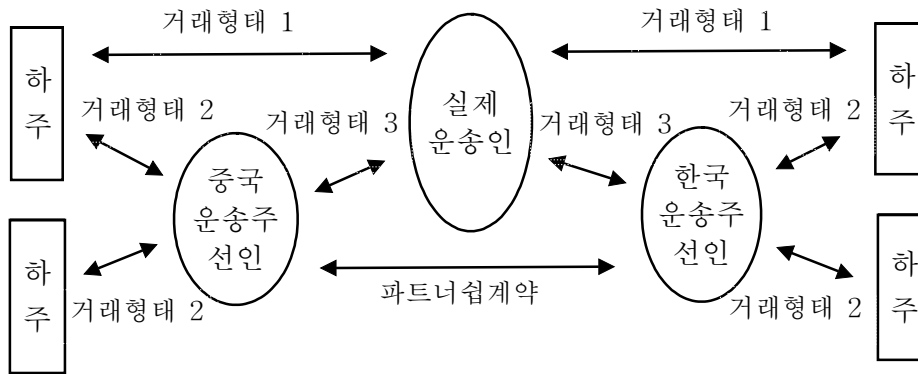 거래형태 1
거래형태 1
하
주
실제
운송인
하
주
거래형태 2
거래형태 3
거래형태 3
거래형태 2
중국
운송주
선인
한국
운송주
선인
하
주
파트너쉽계약
하
주
거래형태 2
거래형태 2